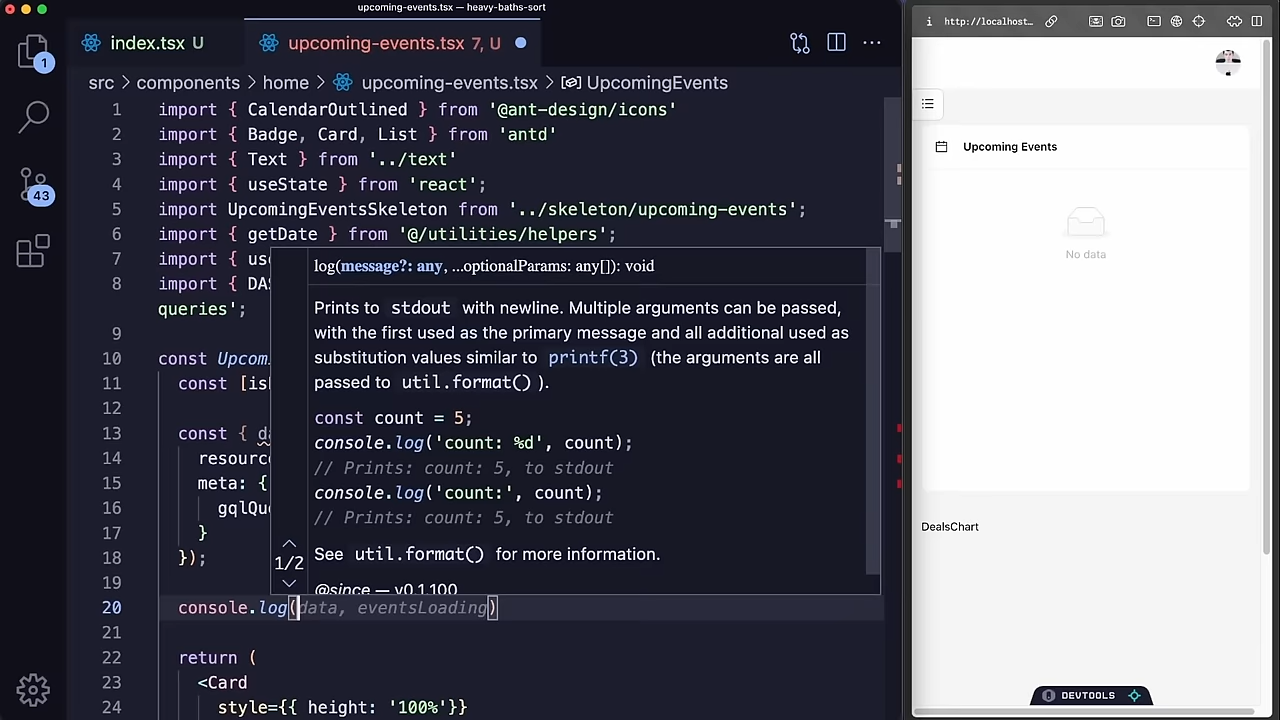 upcoming-events.tsx — heavy-baths-sort
index.tsx U
upcoming-events.tsx 7, U
src > components > home > upcoming-events.tsx > UpcomingEvents
1
43
1 import { CalendarOutlined } from '@ant-design/icons'
2 import { Badge, Card, List } from 'antd'
3 import { Text } from '../text'
4 import { useState } from 'react';
5 import UpcomingEventsSkeleton from '../skeleton/upcoming-events';
6 import { getDate } from '@/utilities/helpers';
7 import { use
8 import { DAS
queries';
9
10 const Upcomi
11 const [isL
12
13 const { da
14 resource
15 meta: {
16 gqlQue
17 }
18 });
19
20 console.log(data, eventsLoading)
21
22 return (
23 <Card
24 style={{ height: '100%'}}
log(message?: any, ...optionalParams: any[]): void
Prints to stdout with newline. Multiple arguments can be passed,
with the first used as the primary message and all additional used as
substitution values similar to printf(3) (the arguments are all
passed to util.format() ).
const count = 5;
console.log('count: %d', count);
// Prints: count: 5, to stdout
console.log('count:', count);
// Prints: count: 5, to stdout
See util.format() for more information.
@since — v0.1.100
1/2
http://localhost...
Upcoming Events
No data
DealsChart
DEVTOOLS